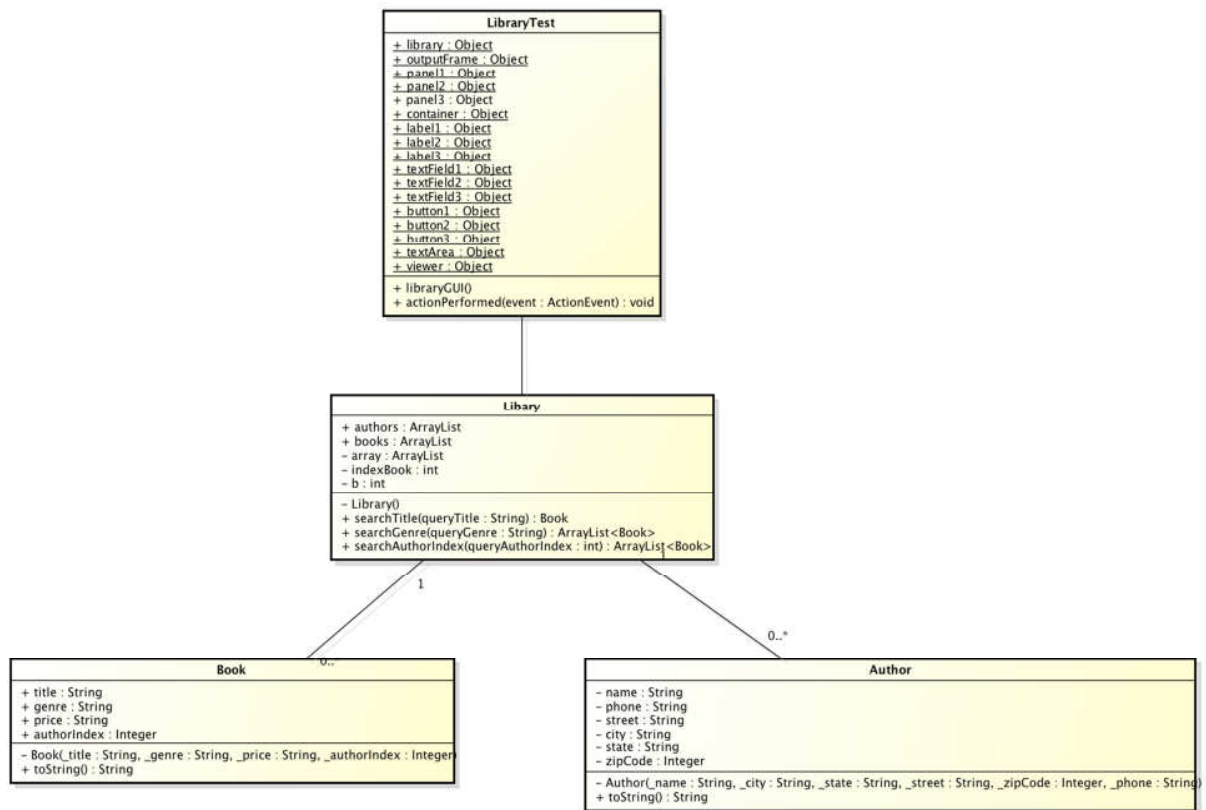 LibraryTest
+ library : Object
+ outputFrame : Object
+ panel1 : Object
+ panel2 : Object
+ panel3 : Object
+ container : Object
+ label1 : Object
+ label2 : Object
+ label3 : Object
+ textField1 : Object
+ textField2 : Object
+ textField3 : Object
+ button1 : Object
+ button2 : Object
+ button3 : Object
+ textArea : Object
+ viewer : Object
+ libraryGUI()
+ actionPerformed(event : ActionEvent) : void
Libary
+ authors : ArrayList
+ books : ArrayList
- array : ArrayList
- indexBook : int
- b : int
- Library()
+ searchTitle(queryTitle : String) : Book
+ searchGenre(queryGenre : String) : ArrayList<Book>
+ searchAuthorIndex(queryAuthorIndex : int) : ArrayList<Book>
1
1
0..*
0..
Book
+ title : String
+ genre : String
+ price : String
+ authorIndex : Integer
- Book(_title : String, _genre : String, _price : String, _authorIndex : Integer)
+ toString() : String
Author
- name : String
- phone : String
- street : String
- city : String
- state : String
- zipCode : Integer
- Author(_name : String, _city : String, _state : String, _street : String, _zipCode : Integer, _phone : String)
+ toString() : String